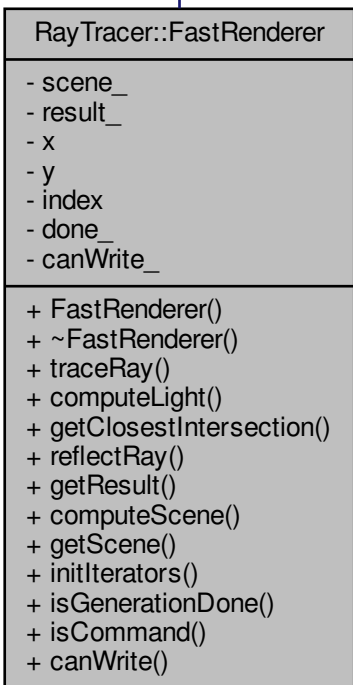 RayTracer::FastRenderer
- scene_
- result_
- x
- y
- index
- done_
- canWrite_
+ FastRenderer()
+ ~FastRenderer()
+ traceRay()
+ computeLight()
+ getClosestIntersection()
+ reflectRay()
+ getResult()
+ computeScene()
+ getScene()
+ initIterators()
+ isGenerationDone()
+ isCommand()
+ canWrite()